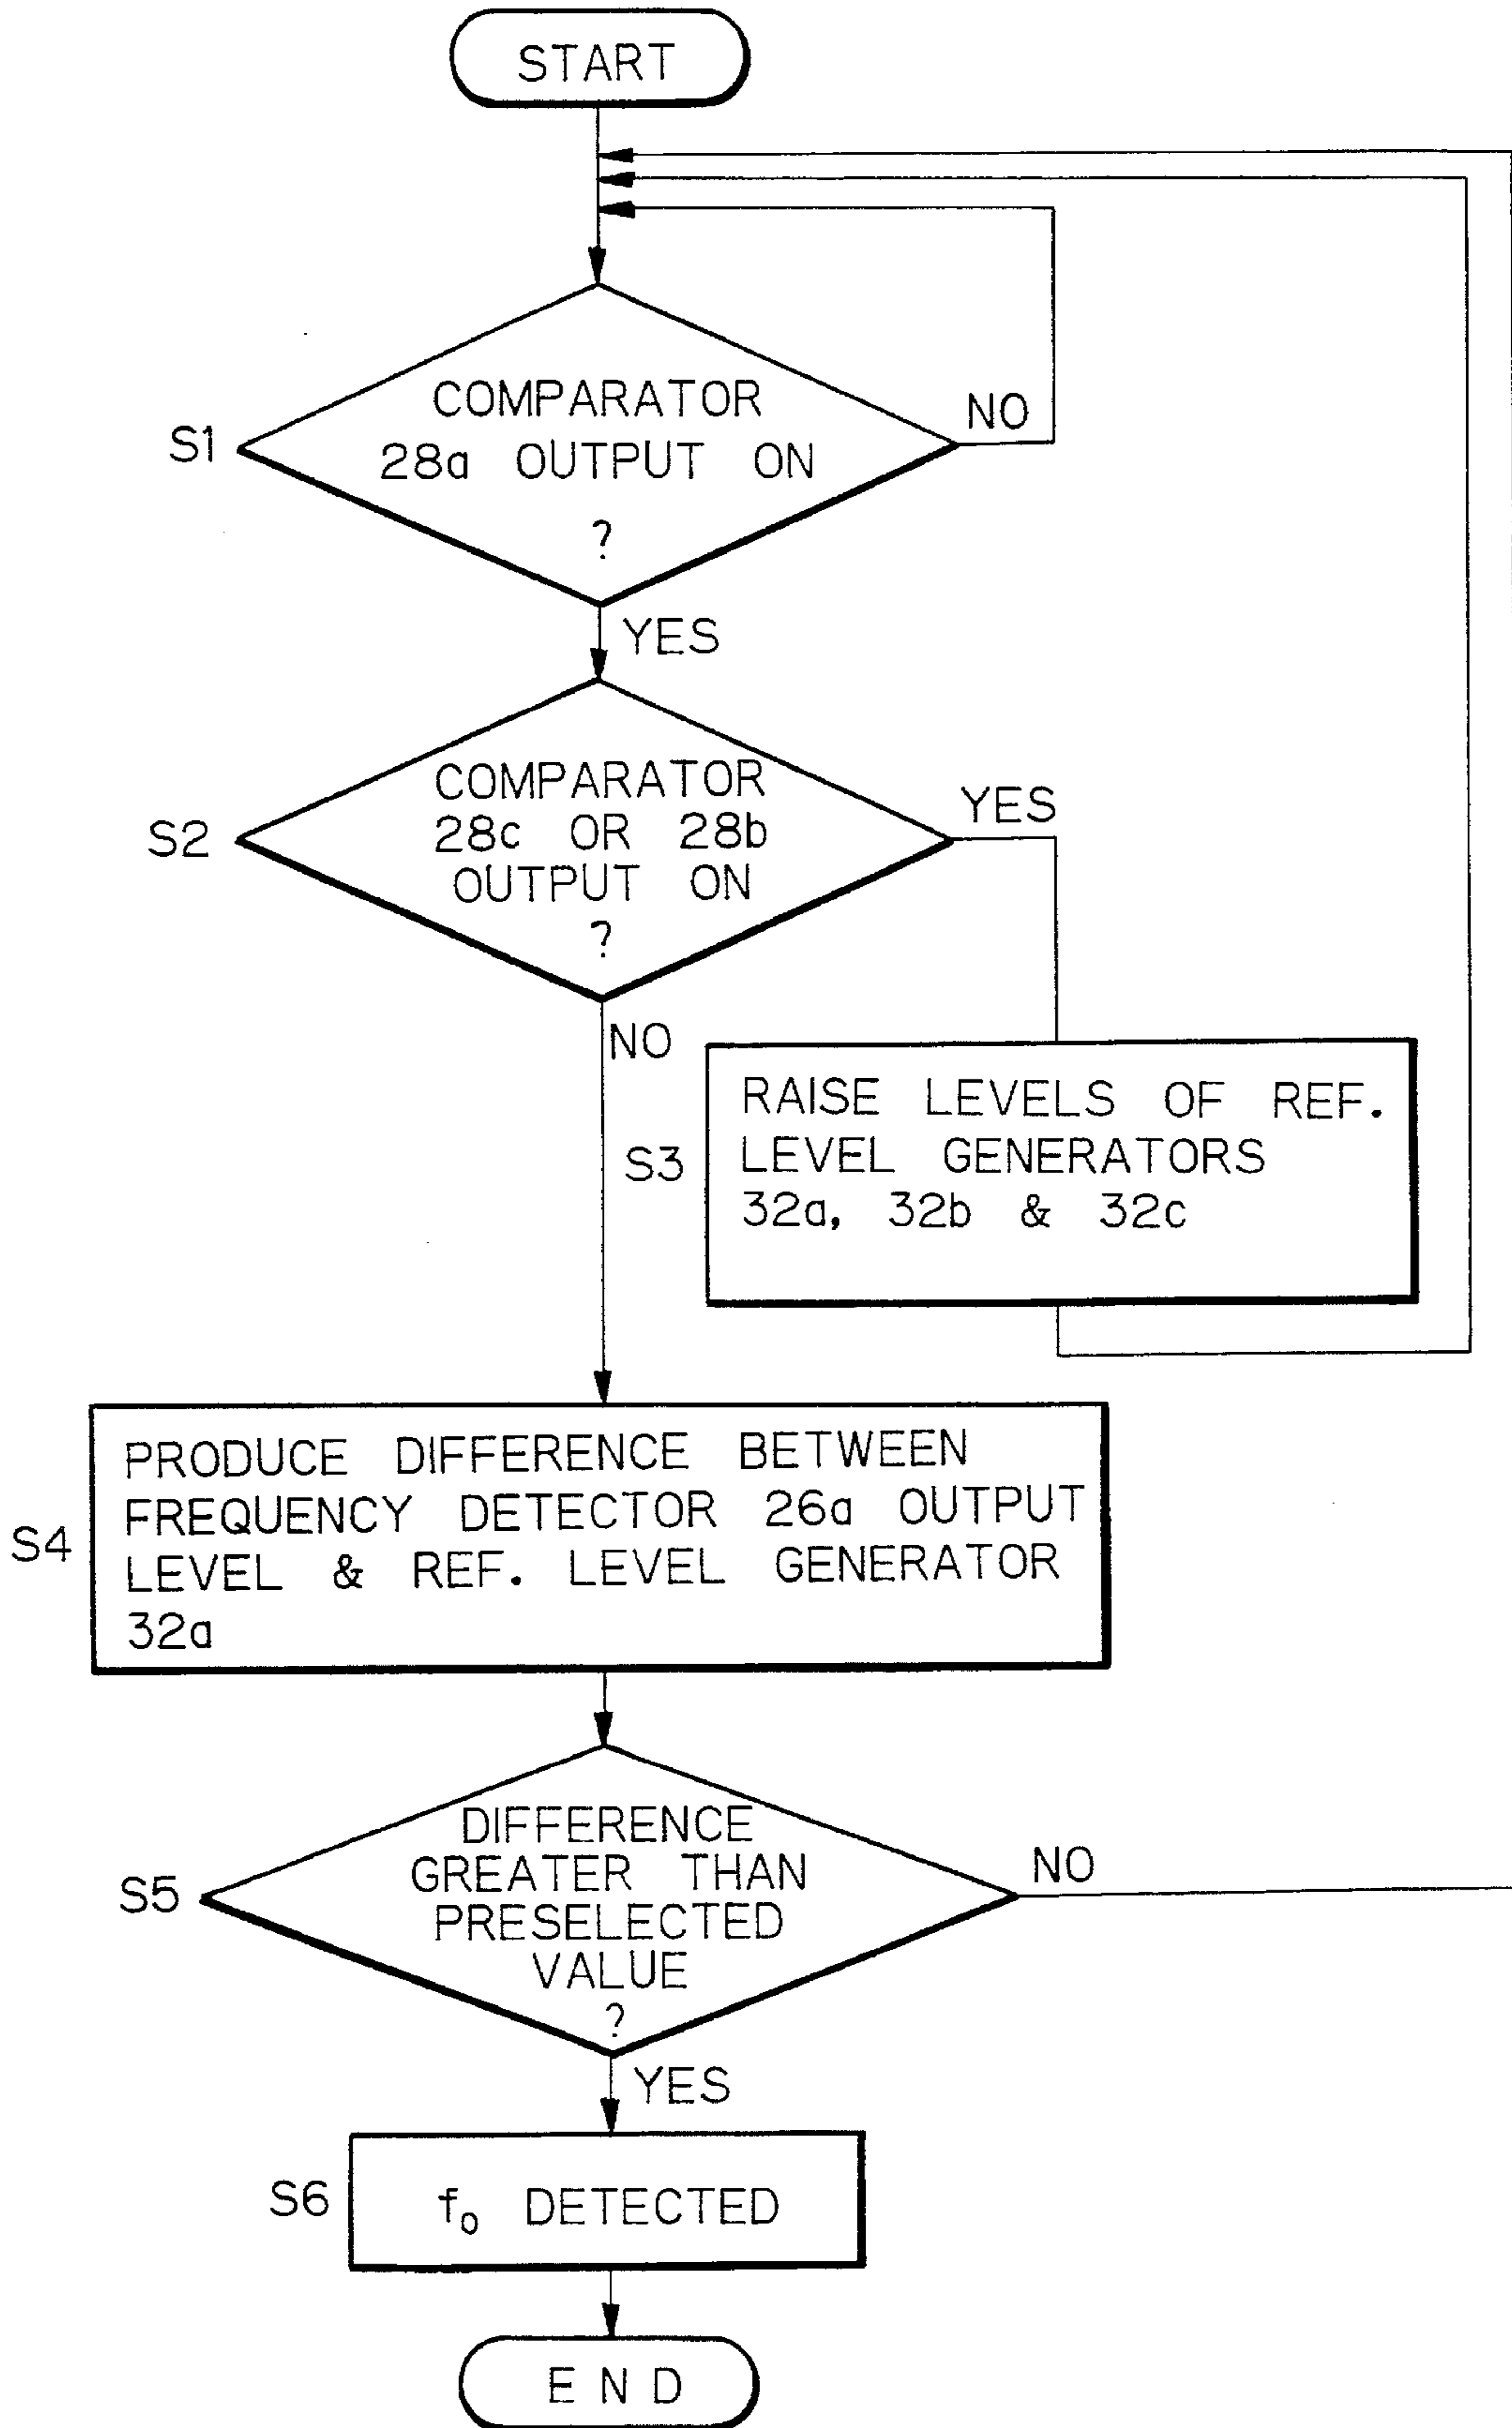 START
COMPARATOR
28a OUTPUT ON
?
S1
NO
YES
COMPARATOR
28c OR 28b
OUTPUT ON
?
S2
YES
NO
RAISE LEVELS OF REF.
LEVEL GENERATORS
32a, 32b & 32c
S3
PRODUCE DIFFERENCE BETWEEN
FREQUENCY DETECTOR 26a OUTPUT
LEVEL & REF. LEVEL GENERATOR
32a
S4
DIFFERENCE
GREATER THAN
PRESELECTED
VALUE
?
S5
NO
YES
S6
f₀ DETECTED
END